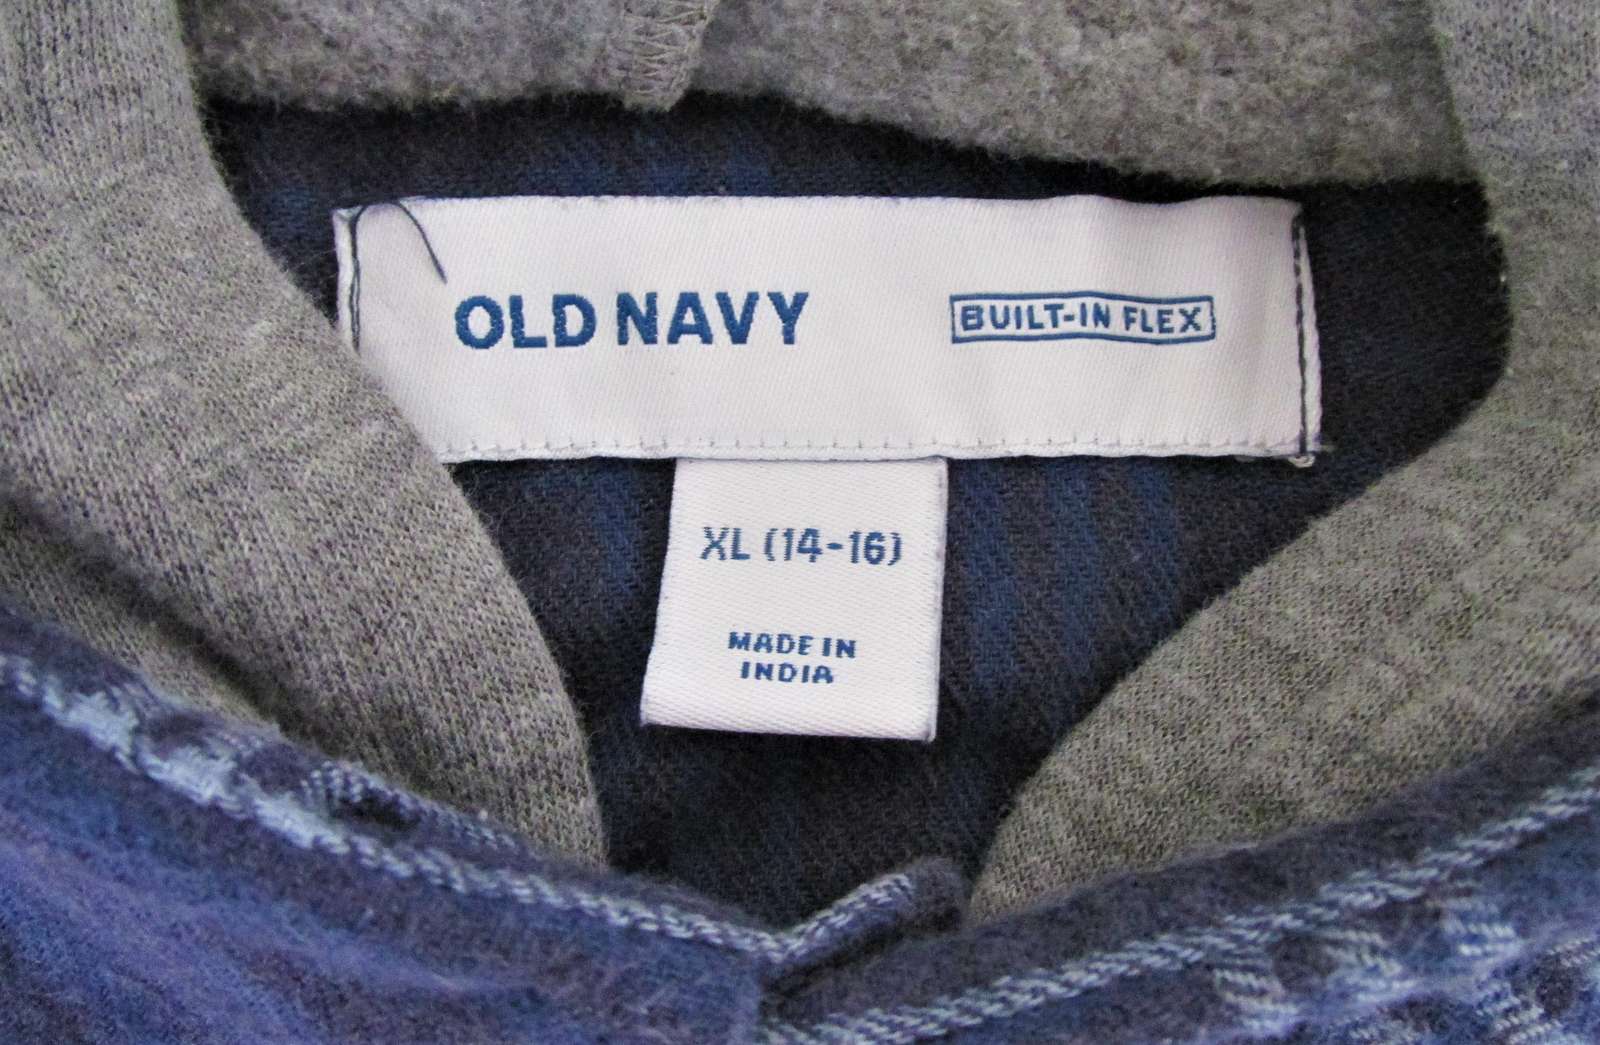 OLD NAVY
BUILT-IN FLEX
XL (14-16)
MADE IN
INDIA